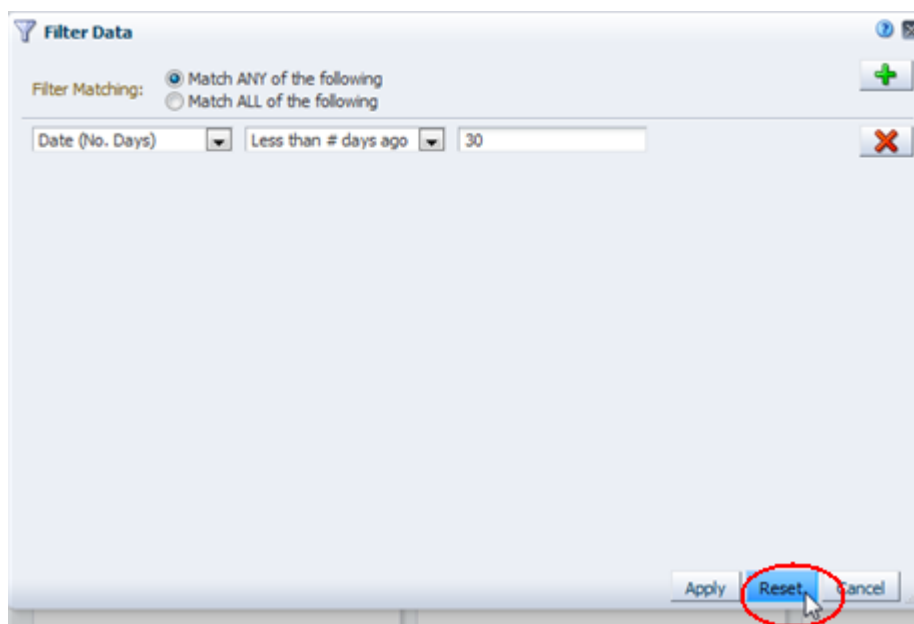 Filter Data
Filter Matching:
Match ANY of the following
Match ALL of the following
Date (No. Days) Less than # days ago 30
Apply Reset Cancel